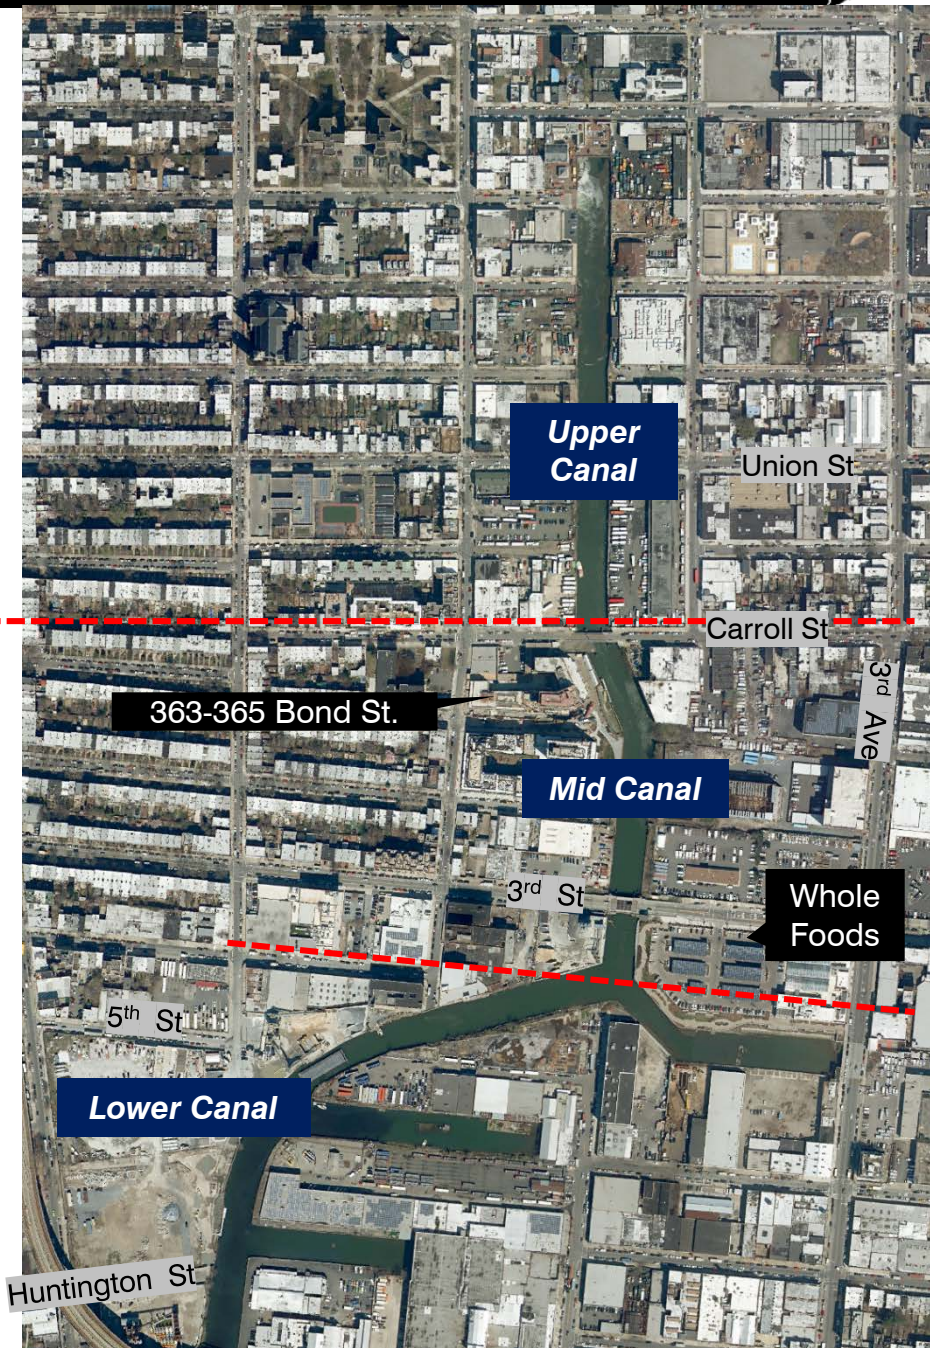 Upper
Canal
Union St
Carroll St
3rd Ave
363-365 Bond St.
Mid Canal
3rd St
Whole
Foods
5th St
Lower Canal
Huntington St